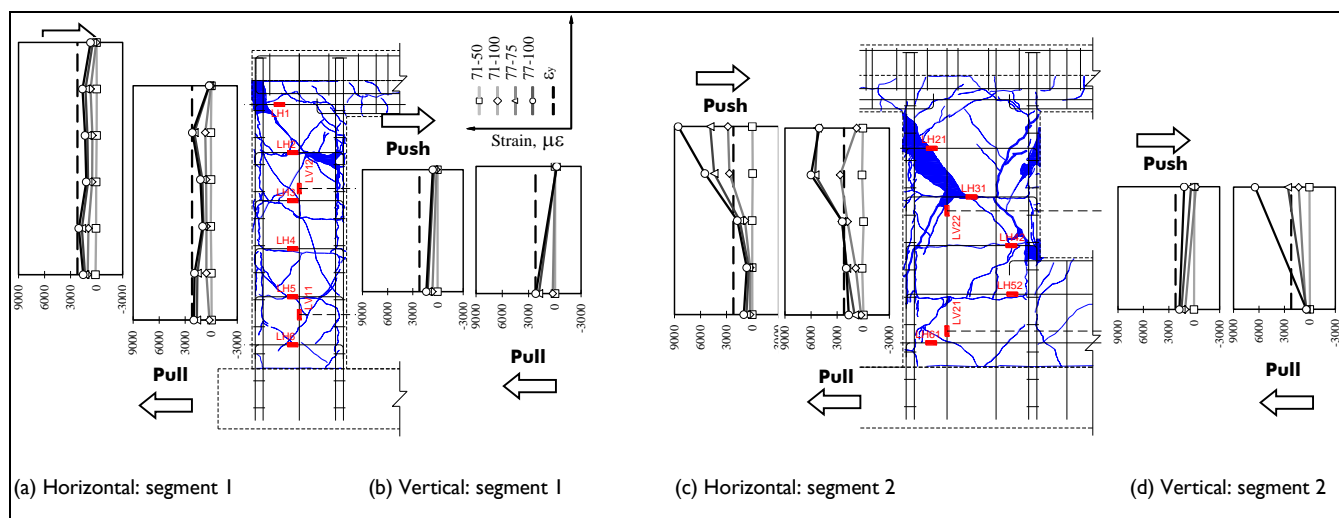 71-50
71-100
77-75
77-100
εy
Strain, με
Push
Pull
9000
6000
3000
0
-3000
9000
6000
3000
0
-3000
LH1
LH2
LV12
LH3
LH4
LH5
LV11
LH6
9000
6000
3000
0
-3000
9000
6000
3000
0
-3000
Pull
Push
9000
6000
3000
0
9000
6000
3000
0
-3000
Pull
LH21
LH31
LV22
LH52
LV21
LH61
Push
9000
6000
3000
0
-3000
9000
6000
3000
0
-3000
Pull
(a) Horizontal: segment 1
(b) Vertical: segment 1
(c) Horizontal: segment 2
(d) Vertical: segment 2